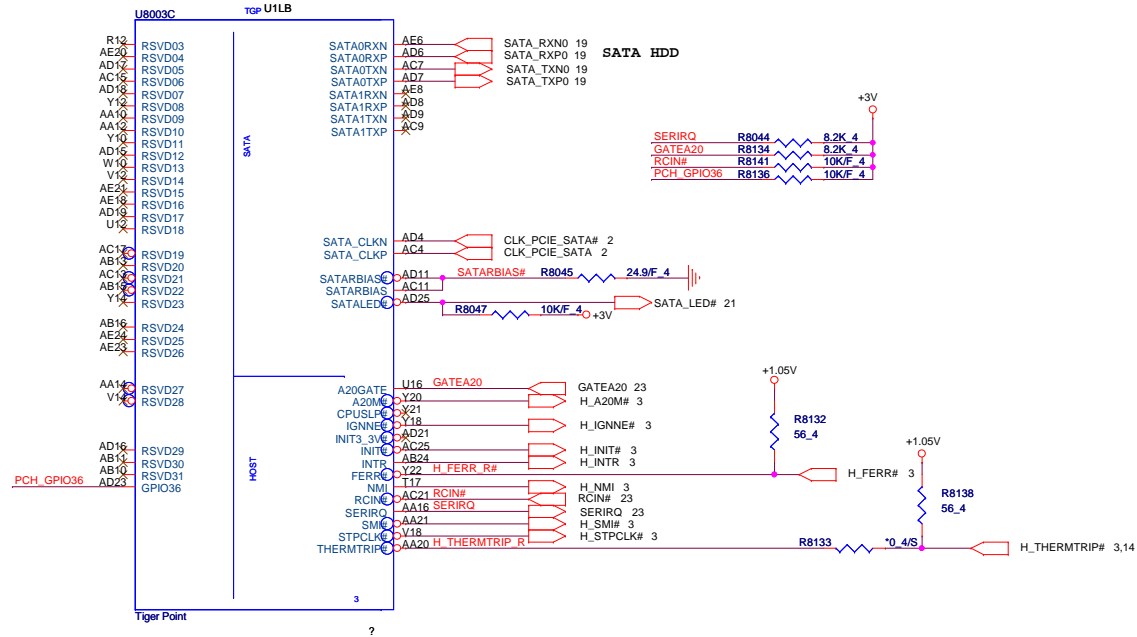 U8003C TGP U1LB
R12 RSVD03 SATA0RXN AE6 SATA_RXN0 19
AE20 RSVD04 SATA0RXP AD6 SATA_RXP0 19 SATA HDD
AD17 RSVD05 SATA0TXN AC7 SATA_TXN0 19
AC15 RSVD06 SATA0TXP AD7 SATA_TXP0 19
AD18 RSVD07 SATA1RXN AE8
Y12 RSVD08 SATA1RXP AD8
AA10 RSVD09 SATA1TXN AD9
AA12 RSVD10 SATA1TXP AC9
Y10 RSVD11
AD15 RSVD12
W10 RSVD13
V12 RSVD14
AE21 RSVD15
AE18 RSVD16
AD19 RSVD17
U12 RSVD18
SATA
+3V
SERIRQ R8044 8.2K_4
GATEA20 R8134 8.2K_4
RCIN# R8141 10K/F_4
PCH_GPIO36 R8136 10K/F_4
SATA_CLKN AD4 CLK_PCIE_SATA# 2
AC17 RSVD19 SATA_CLKP AC4 CLK_PCIE_SATA 2
AB13 RSVD20
AC13 RSVD21 SATARBIAS# AD11 SATARBIAS# R8045 24.9/F_4
AB15 RSVD22 SATARBIAS AC11
Y14 RSVD23 SATALED# AD25 SATA_LED# 21
R8047 10K/F_4 +3V
AB16 RSVD24
AE24 RSVD25
AE23 RSVD26
AA14 RSVD27 A20GATE U16 GATEA20 GATEA20 23
V14 RSVD28 A20M# Y20 H_A20M# 3
CPUSLP# Y21
IGNNE# Y18 H_IGNNE# 3
INIT3_3V# AD21
AD16 RSVD29 INIT# AC25 H_INIT# 3
AB11 RSVD30 INTR AB24 H_INTR 3
AB10 RSVD31 FERR# Y22 H_FERR_R# H_FERR# 3
PCH_GPIO36 AD23 GPIO36 NMI T17 H_NMI 3
RCIN# AC21 RCIN# RCIN# 23
SERIRQ AA16 SERIRQ SERIRQ 23
SMI# AA21 H_SMI# 3
STPCLK# V18 H_STPCLK# 3
THERMTRIP# AA20 H_THERMTRIP_R R8133 *0_4/S H_THERMTRIP# 3,14
HOST
+1.05V
R8132
56_4
+1.05V
R8138
56_4
3
Tiger Point
?